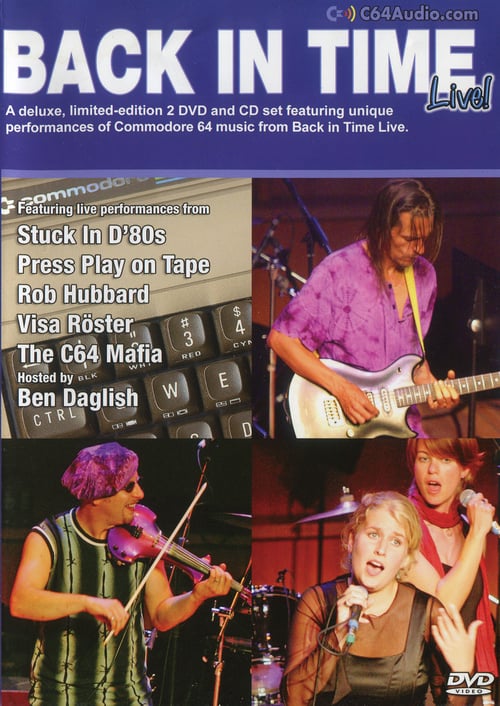 C64Audio.com
BACK IN TIME
Live!
A deluxe, limited-edition 2 DVD and CD set featuring unique
performances of Commodore 64 music from Back in Time Live.
commodor
Featuring live performances from
Stuck In D'80s
Press Play on Tape
Rob Hubbard
Visa Röster
The C64 Mafia
Hosted by
Ben Daglish
#
3
RED
$
4
CYN
BLK
W
E
CTRL
DVD
VIDEO